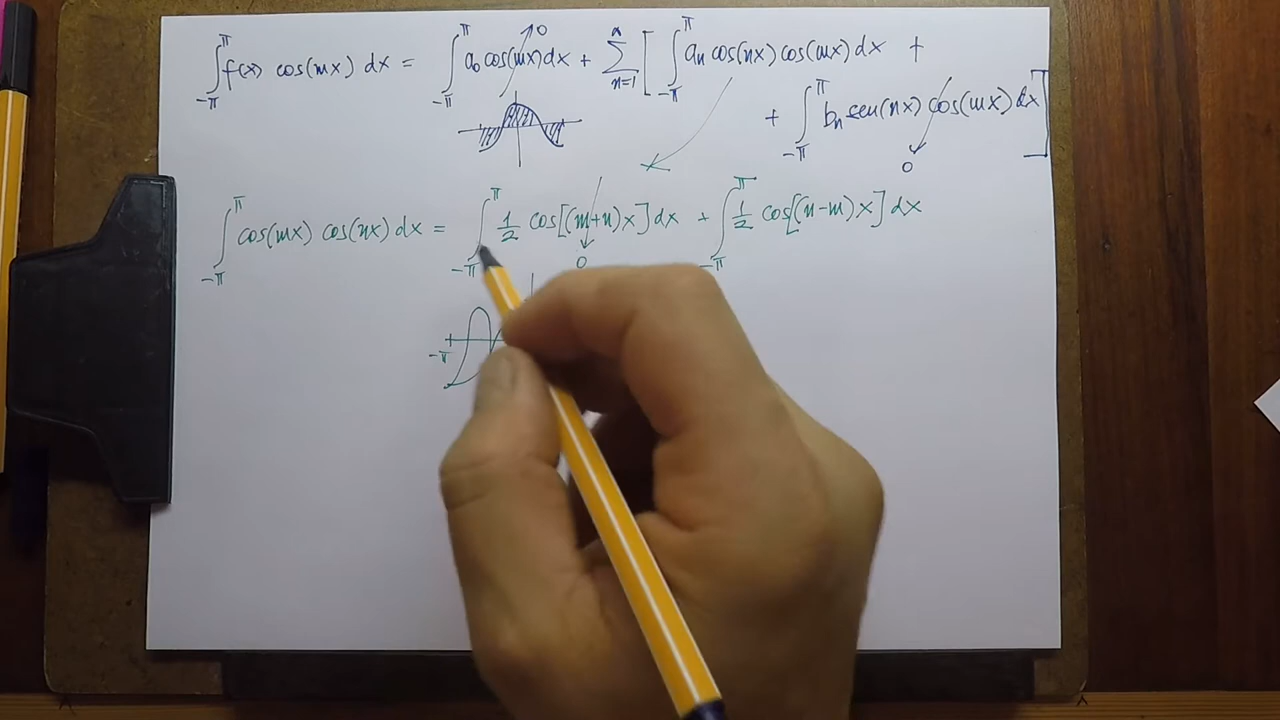 ∫_{-π}^{π} f(x) cos(mx) dx = ∫_{-π}^{π} a₀ cos(mx) dx + ∑_{n=1}^{∞} [ ∫_{-π}^{π} aₙ cos(nx) cos(mx) dx +
0
+ ∫_{-π}^{π} bₙ sen(nx) cos(mx) dx ]
0
∫_{-π}^{π} cos(mx) cos(nx) dx = ∫_{-π}^{π} 1/2 cos[(m+n)x] dx + ∫_{-π}^{π} 1/2 cos[(n-m)x] dx
0
-π